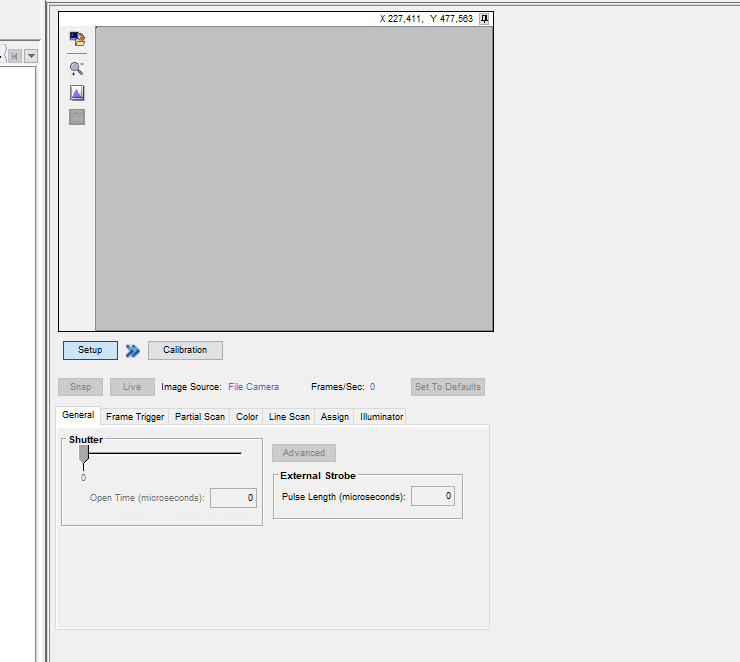 X 227,411, Y 477,563
Setup
Calibration
Snap
Live
Image Source: File Camera
Frames/Sec: 0
Set To Defaults
General
Frame Trigger
Partial Scan
Color
Line Scan
Assign
Illuminator
Shutter
0
Open Time (microseconds): 0
Advanced
External Strobe
Pulse Length (microseconds): 0